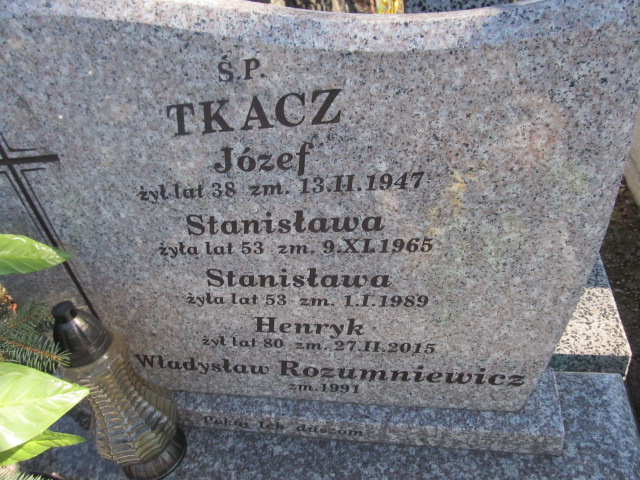 Ś.P.
TKACZ
Józef
żył lat 38 zm. 13.II.1947
Stanisława
żyła lat 53 zm. 9.XI.1965
Stanisława
żyła lat 53 zm. 1.I.1989
Henryk
żył lat 80 zm. 27.II.2015
Władysław Rozumniewicz
zm.1991
Pokój Ich duszom